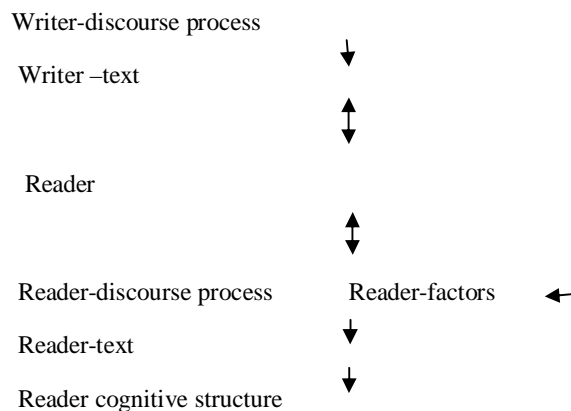 Writer-discourse process
Writer –text
Reader
Reader-discourse process Reader-factors
Reader-text
Reader cognitive structure